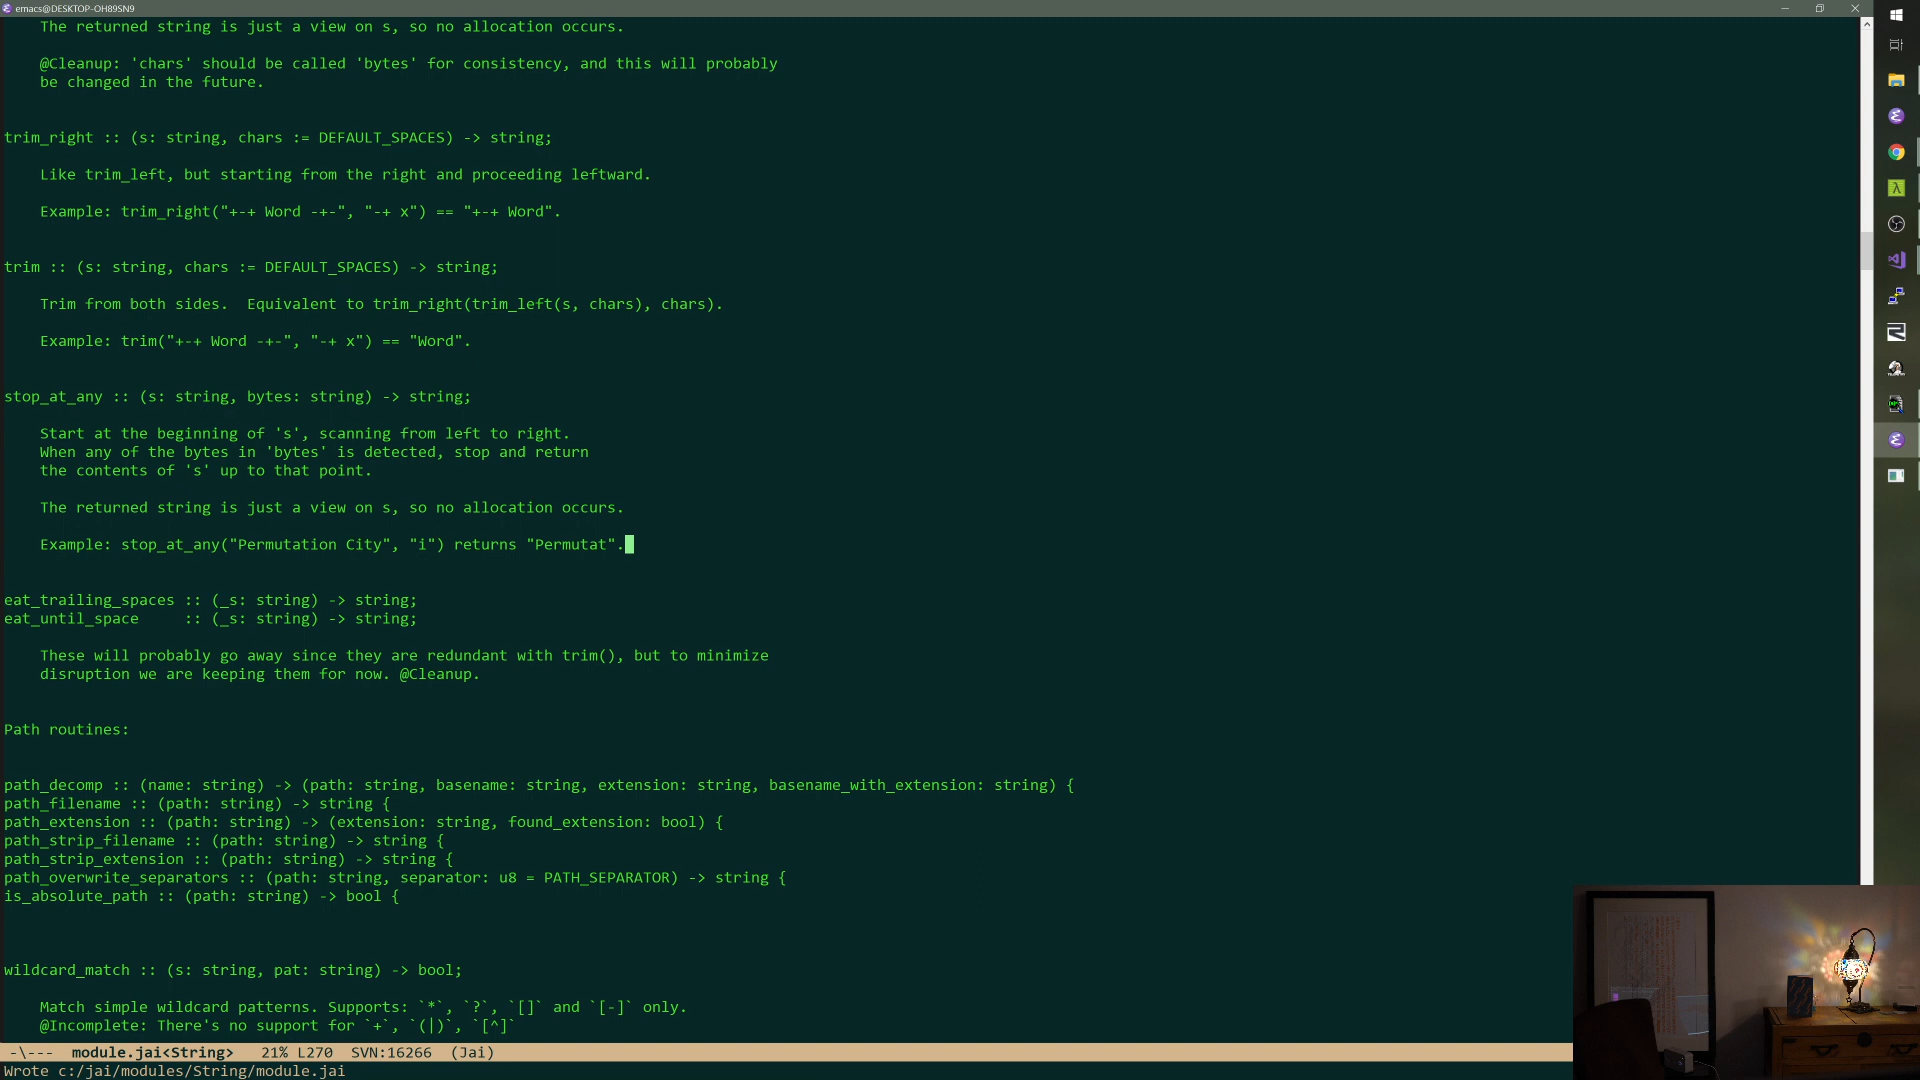 emacs@DESKTOP-OH89SN9
The returned string is just a view on s, so no allocation occurs.
@Cleanup: 'chars' should be called 'bytes' for consistency, and this will probably
be changed in the future.
trim_right :: (s: string, chars := DEFAULT_SPACES) -> string;
Like trim_left, but starting from the right and proceeding leftward.
Example: trim_right("+-+ Word -+-", "-+ x") == "+-+ Word".
trim :: (s: string, chars := DEFAULT_SPACES) -> string;
Trim from both sides.  Equivalent to trim_right(trim_left(s, chars), chars).
Example: trim("+-+ Word -+-", "-+ x") == "Word".
stop_at_any :: (s: string, bytes: string) -> string;
Start at the beginning of 's', scanning from left to right.
When any of the bytes in 'bytes' is detected, stop and return
the contents of 's' up to that point.
The returned string is just a view on s, so no allocation occurs.
Example: stop_at_any("Permutation City", "i") returns "Permutat".
eat_trailing_spaces :: (_s: string) -> string;
eat_until_space     :: (_s: string) -> string;
These will probably go away since they are redundant with trim(), but to minimize
disruption we are keeping them for now. @Cleanup.
Path routines:
path_decomp :: (name: string) -> (path: string, basename: string, extension: string, basename_with_extension: string) {
path_filename :: (path: string) -> string {
path_extension :: (path: string) -> (extension: string, found_extension: bool) {
path_strip_filename :: (path: string) -> string {
path_strip_extension :: (path: string) -> string {
path_overwrite_separators :: (path: string, separator: u8 = PATH_SEPARATOR) -> string {
is_absolute_path :: (path: string) -> bool {
wildcard_match :: (s: string, pat: string) -> bool;
Match simple wildcard patterns. Supports: `*`, `?`, `[]` and `[-]` only.
@Incomplete: There's no support for `+`, `(|)`, `[^]`
-\---  module.jai<String>   21% L270  SVN:16266  (Jai)
Wrote c:/jai/modules/String/module.jai